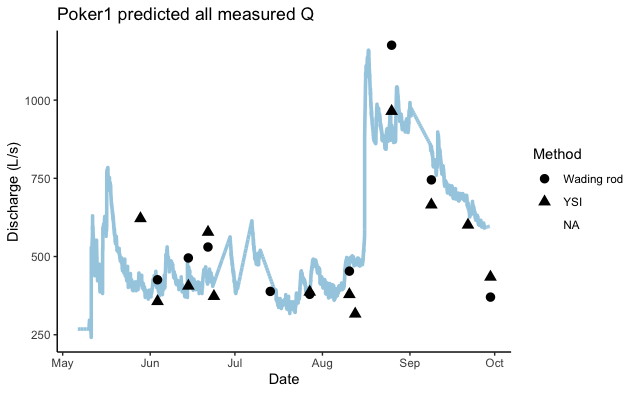 Poker1 predicted all measured Q
Discharge (L/s)
1000
750
500
250
May Jun Jul Aug Sep Oct
Date
Method
Wading rod
YSI
NA